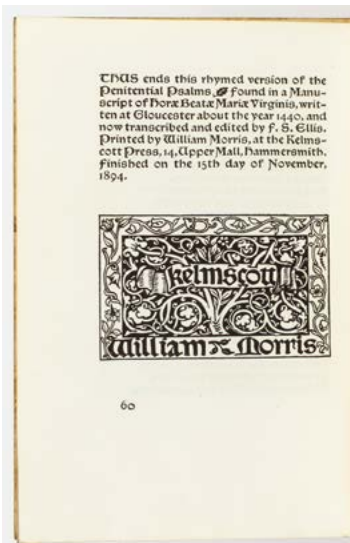 THUS ends this rhymed version of the
Penitential Psalms, found in a Manu-
script of Horæ Beatæ Mariæ Virginis, writ-
ten at Gloucester about the year 1440, and
now transcribed and edited by F. S. Ellis.
Printed by William Morris, at the Kelms-
cott Press, 14, Upper Mall, Hammersmith.
Finished on the 15th day of November,
1894.
kelmscott
William Morris
60